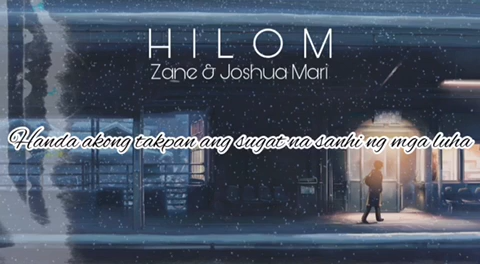 HILOM
Zane & Joshua Mari
Handa akong takpan ang sugat na sanhi ng mga luha